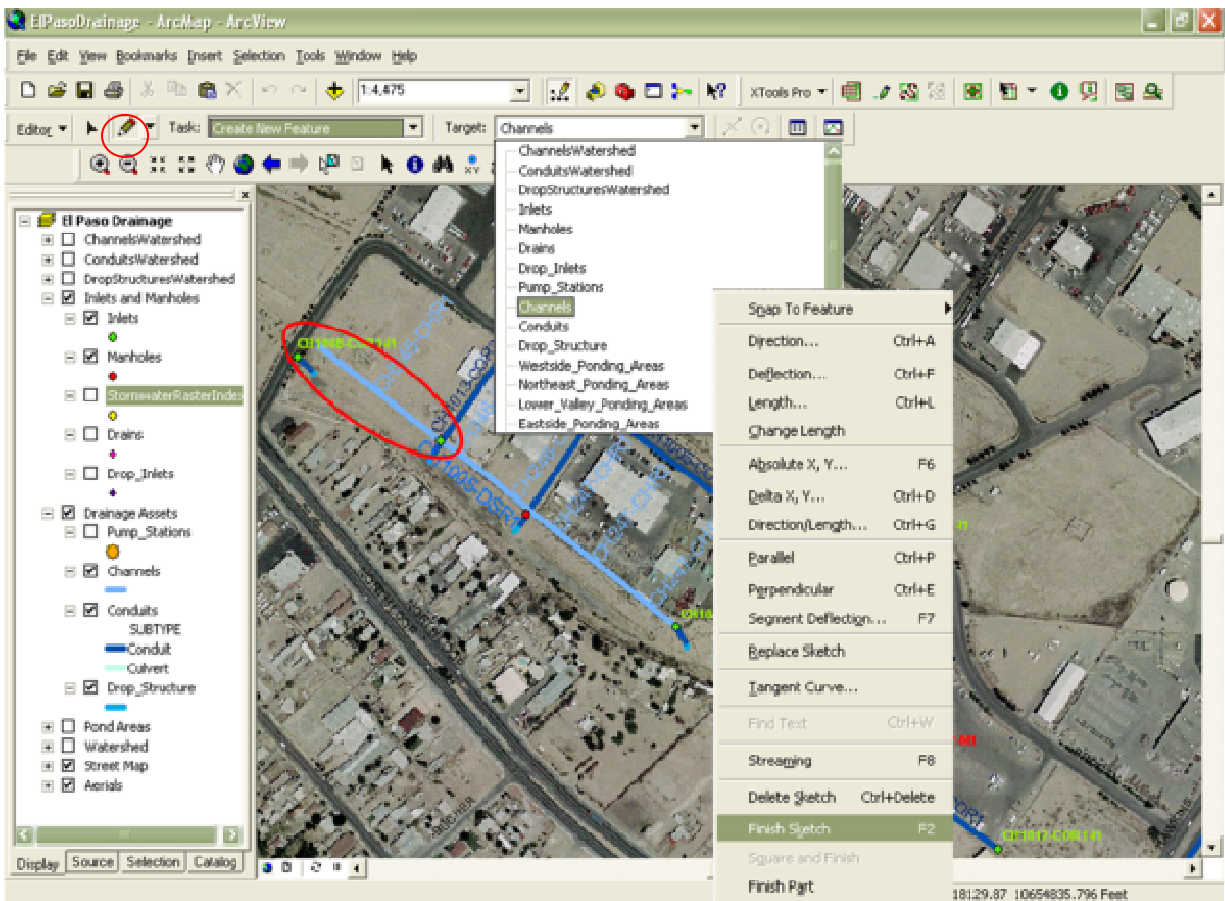 ElPasoDrainage - ArcMap - ArcView
File Edit View Bookmarks Insert Selection Tools Window Help
1:4,475
XTools Pro
Editor
Task: Create New Feature
Target: Channels
ChannelsWatershed
ConduitsWatershed
DropStructuresWatershed
Inlets
Manholes
Drains
Drop_Inlets
Pump_Stations
Channels
Conduits
Drop_Structure
Westside_Ponding_Areas
Northeast_Ponding_Areas
Lower_Valley_Ponding_Areas
Eastside_Ponding_Areas
El Paso Drainage
ChannelsWatershed
ConduitsWatershed
DropStructuresWatershed
Inlets and Manholes
Inlets
Manholes
StormwaterRasterIndex
Drains
Drop_Inlets
Drainage Assets
Pump_Stations
Channels
Conduits
SUBTYPE
Conduit
Culvert
Drop_Structure
Pond Areas
Watershed
Street Map
Aerials
Display Source Selection Catalog
Snap To Feature
Direction... Ctrl+A
Deflection... Ctrl+F
Length... Ctrl+L
Change Length
Absolute X, Y... F6
Delta X, Y... Ctrl+D
Direction/Length... Ctrl+G
Parallel Ctrl+P
Perpendicular Ctrl+E
Segment Deflection... F7
Replace Sketch
Tangent Curve...
Find Text Ctrl+W
Streaming F8
Delete Sketch Ctrl+Delete
Finish Sketch F2
Square and Finish
Finish Part
18129.87 10654835.796 Feet